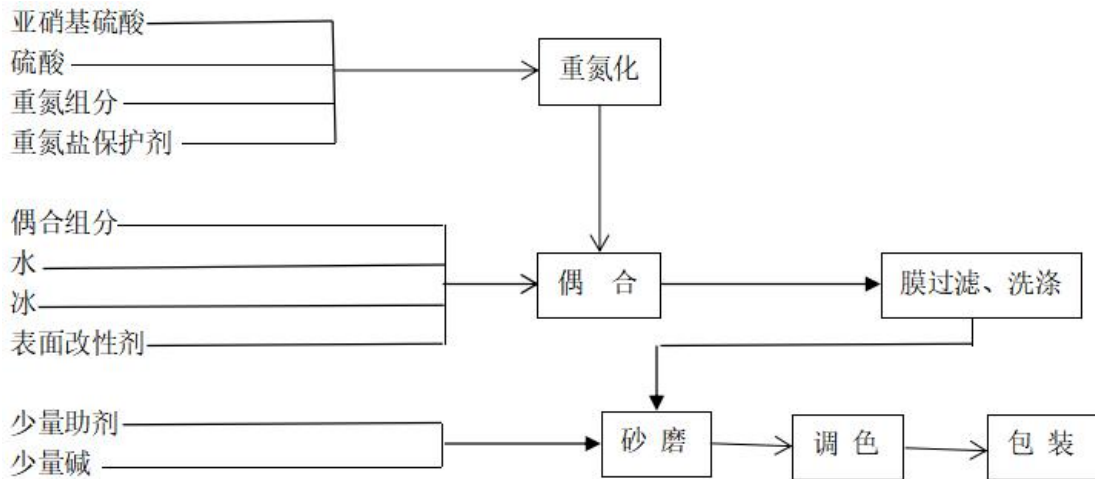 亚硝基硫酸
硫酸
重氮组分
重氮盐保护剂
重氮化
偶合组分
水
冰
表面改性剂
偶 合
膜过滤、洗涤
少量助剂
少量碱
砂 磨
调 色
包 装